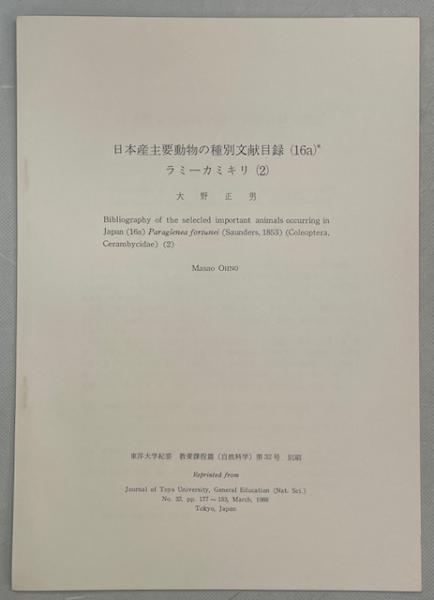 日本産主要動物の種別文献目録 (16a)*
ラミーカミキリ (2)
大野正男
Bibliography of the selecled important animals occurring in
Japan (16a) Paraglenea fortunei (Saunders, 1853) (Coleoptera,
Cerambycidae) (2)
Masao OHNO
東洋大学紀要 教養課程篇 (自然科学) 第32号 別刷
Reprinted from
Journal of Toyo University, General Education (Nat. Sci.)
No. 32, pp. 177～193, March, 1988
Tokyo, Japan